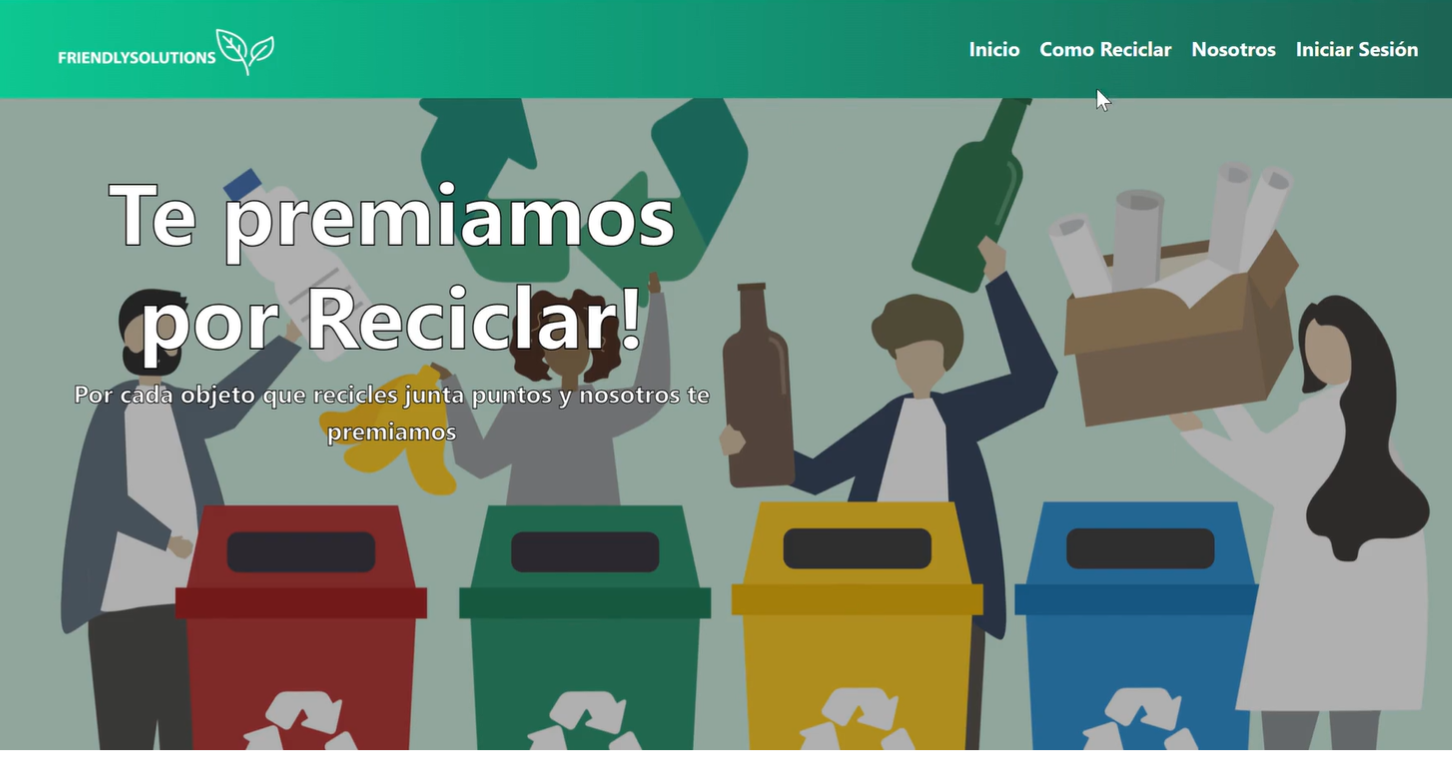 FRIENDLYSOLUTIONS
Inicio Como Reciclar Nosotros Iniciar Sesión
Te premiamos
por Reciclar!
Por cada objeto que recicles junta puntos y nosotros te
premiamos